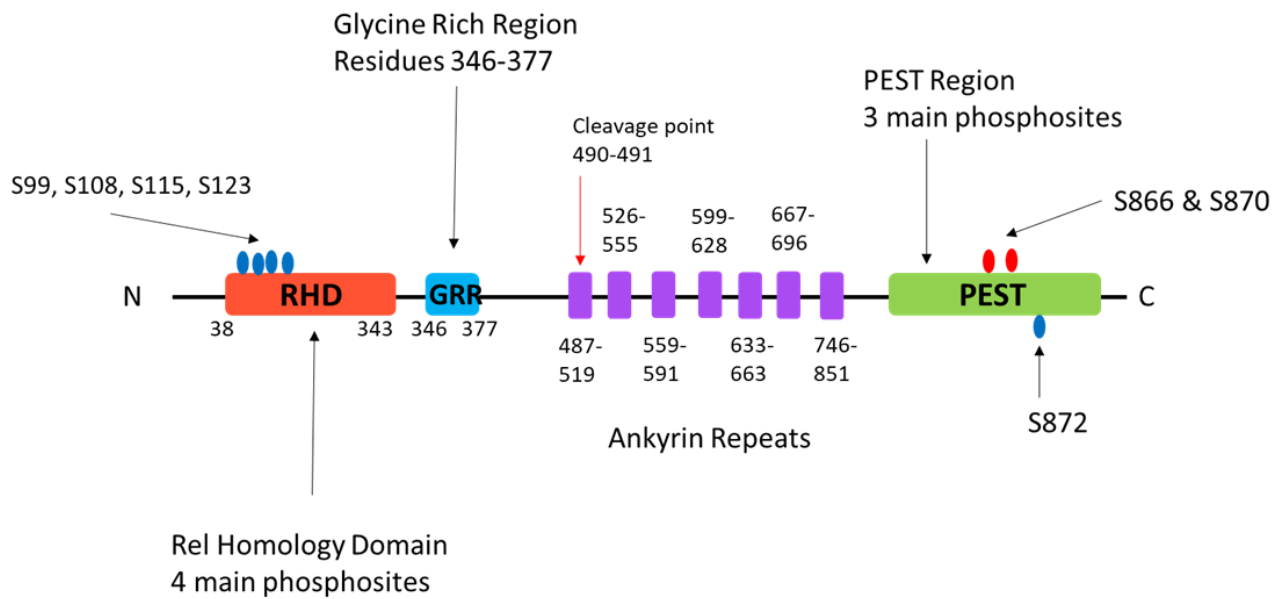 Glycine Rich Region
Residues 346-377
PEST Region
3 main phosphosites
Cleavage point
490-491
S99, S108, S115, S123
526-
555
599-
628
667-
696
S866 & S870
N
RHD
GRR
PEST
C
38
343
346
377
487-
519
559-
591
633-
663
746-
851
S872
Ankyrin Repeats
Rel Homology Domain
4 main phosphosites